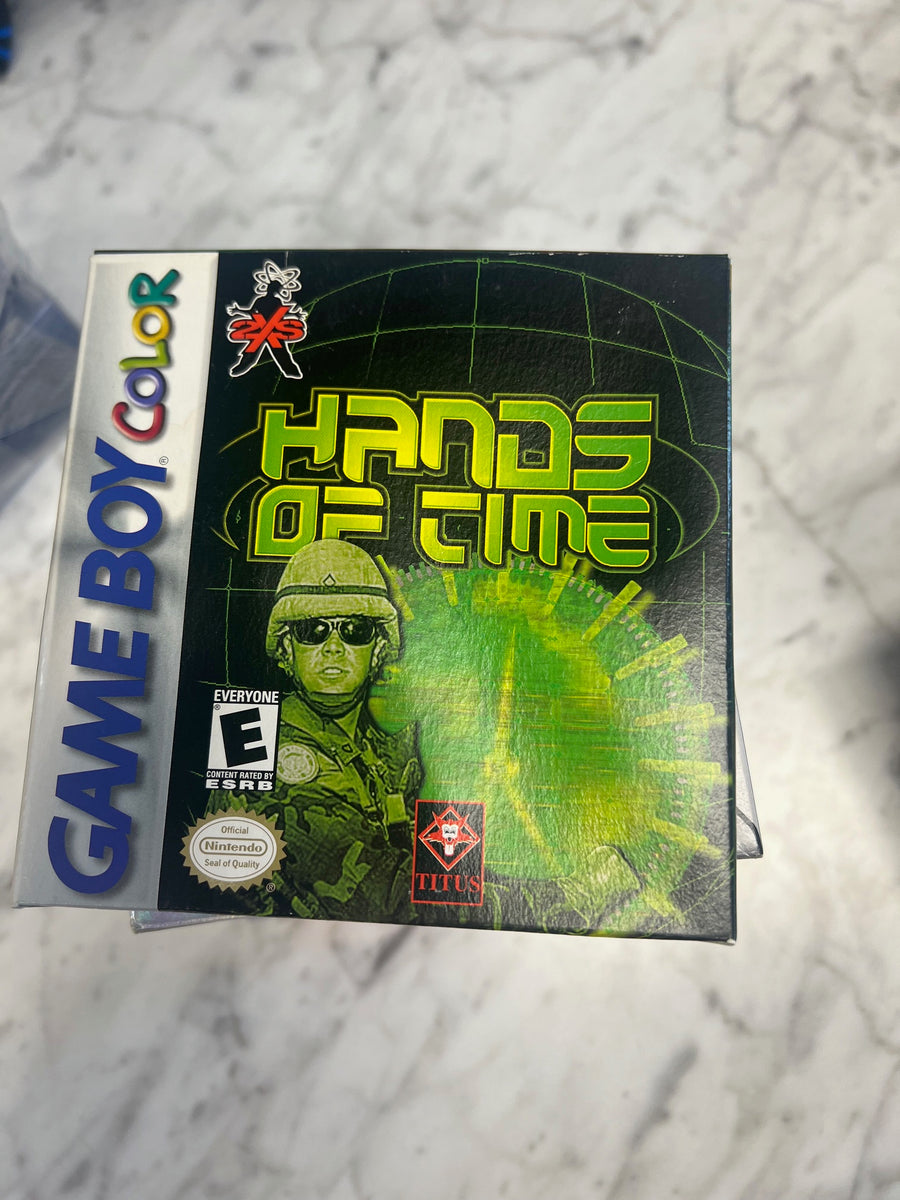 GAME BOY® COLOR
2XS
HANDS
OF TIME
EVERYONE
®
E
CONTENT RATED BY
ESRB
Official
Nintendo
Seal of Quality
®
TITUS